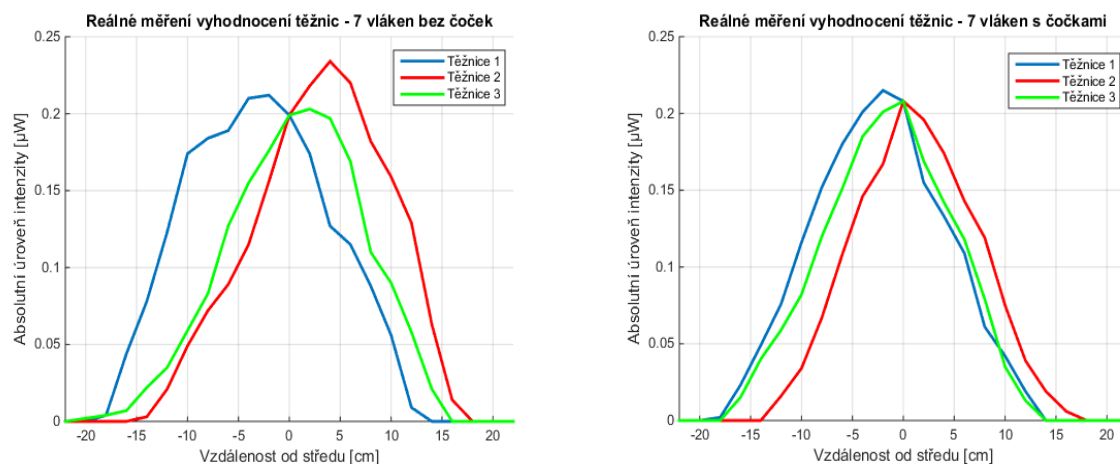 Reálné měření vyhodnocení těžnic - 7 vláken bez čoček
0.25
0.2
0.15
0.1
0.05
0
Absolutní úroveň intenzity [µW]
Těžnice 1
Těžnice 2
Těžnice 3
-20 -15 -10 -5 0 5 10 15 20
Vzdálenost od středu [cm]
Reálné měření vyhodnocení těžnic - 7 vláken s čočkami
0.25
0.2
0.15
0.1
0.05
0
Absolutní úroveň intenzity [µW]
Těžnice 1
Těžnice 2
Těžnice 3
-20 -15 -10 -5 0 5 10 15 20
Vzdálenost od středu [cm]